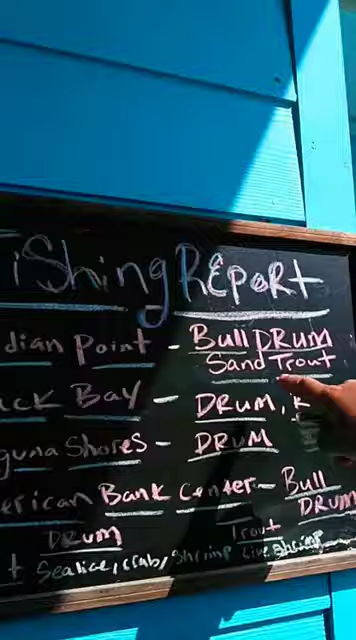 iShing REpoRt
dian Point - Bull DRUM
Sand Trout
ck Bay - DRUM,
guna Shores - DRUM
erican Bank Center - Bull
DRUM
DRUM Trout
t Sealice, crab, Shrimp Live Shrimp